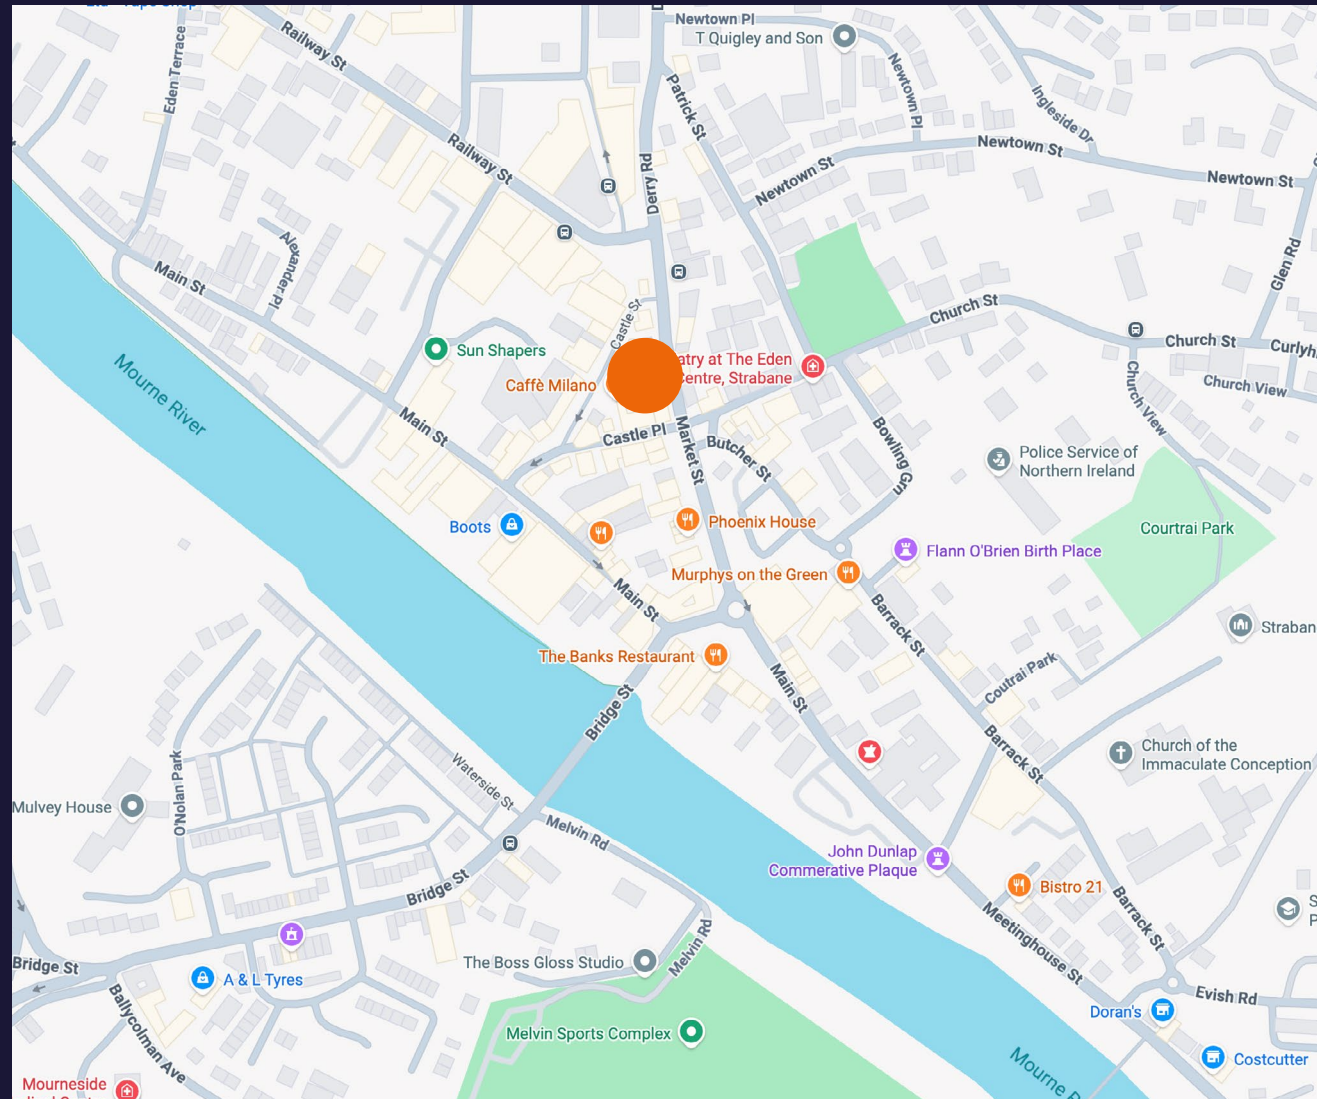 Newtown Pl
T Quigley and Son
Railway St
Eden Terrace
Patrick St
Newtown Pl
Ingleside Dr
Railway St
Derry Rd
Newtown St
Newtown St
Newtown St
Alexander Pl
Main St
Glen Rd
Castle St
Church St
Church St
Church View
Church View
Sun Shapers
Caffè Milano
at The Eden
Centre, Strabane
Mourne River
Main St
Castle Pl
Market St
Butcher St
Bowling Grn
Police Service of
Northern Ireland
Courtrai Park
Boots
Phoenix House
Flann O'Brien Birth Place
Murphys on the Green
Main St
Barrack St
The Banks Restaurant
Main St
Coutrai Park
Bridge St
Barrack St
Church of the
Immaculate Conception
O'Nolan Park
Waterside St
Mulvey House
Melvin Rd
John Dunlap
Commerative Plaque
Bridge St
Bistro 21
Barrack St
Meetinghouse St
Melvin Rd
The Boss Gloss Studio
Bridge St
A & L Tyres
Evish Rd
Doran's
Ballycolman Ave
Melvin Sports Complex
Costcutter
Mourne
Mourneside